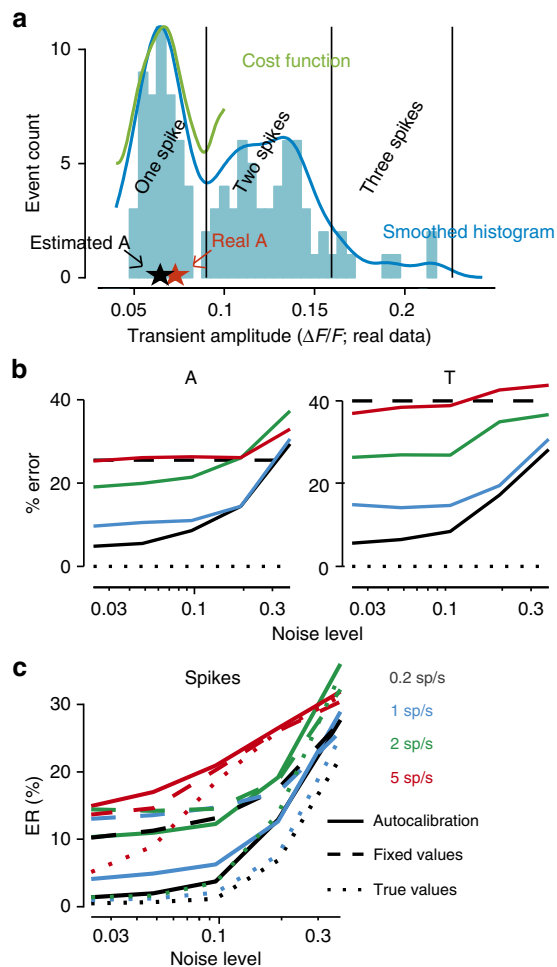 a
10
5
0
Event count
Cost function
One spike
Two spikes
Three spikes
Smoothed histogram
Estimated A
Real A
0.05
0.1
0.15
0.2
Transient amplitude (ΔF/F; real data)
b
A
T
40
20
0
% error
40
20
0
0.03
0.1
0.3
Noise level
0.03
0.1
0.3
Noise level
c
Spikes
30
20
10
0
ER (%)
0.03
0.1
0.3
Noise level
0.2 sp/s
1 sp/s
2 sp/s
5 sp/s
Autocalibration
Fixed values
True values